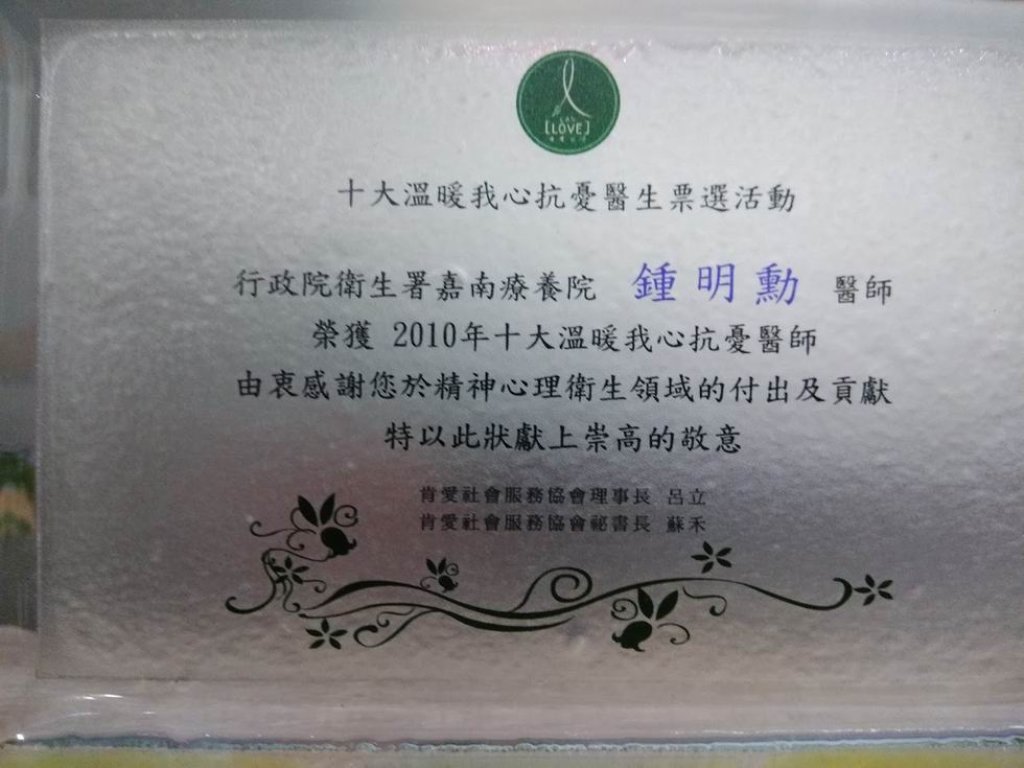 [LOVE]
十大溫暖我心抗憂醫生票選活動
行政院衛生署嘉南療養院 鍾明勳 醫師
榮獲 2010年十大溫暖我心抗憂醫師
由衷感謝您於精神心理衛生領域的付出及貢獻
特以此狀獻上崇高的敬意
肯愛社會服務協會理事長 呂立
肯愛社會服務協會祕書長 蘇禾